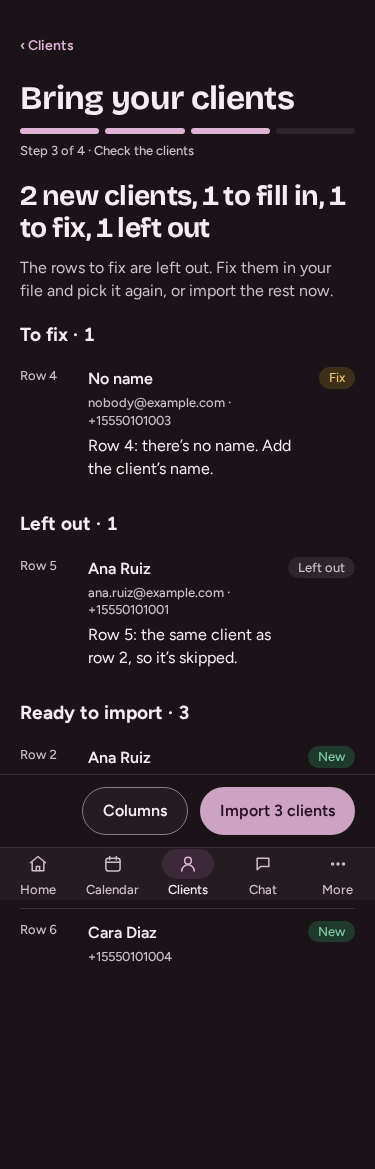 ‹ Clients
Bring your clients
Step 3 of 4 · Check the clients
2 new clients, 1 to fill in, 1
to fix, 1 left out
The rows to fix are left out. Fix them in your
file and pick it again, or import the rest now.
To fix · 1
Row 4
No name
Fix
nobody@example.com ·
+15550101003
Row 4: there’s no name. Add
the client’s name.
Left out · 1
Row 5
Ana Ruiz
Left out
ana.ruiz@example.com ·
+15550101001
Row 5: the same client as
row 2, so it’s skipped.
Ready to import · 3
Row 2
Ana Ruiz
New
Columns
Import 3 clients
Home
Calendar
Clients
Chat
More
Row 6
Cara Diaz
New
+15550101004